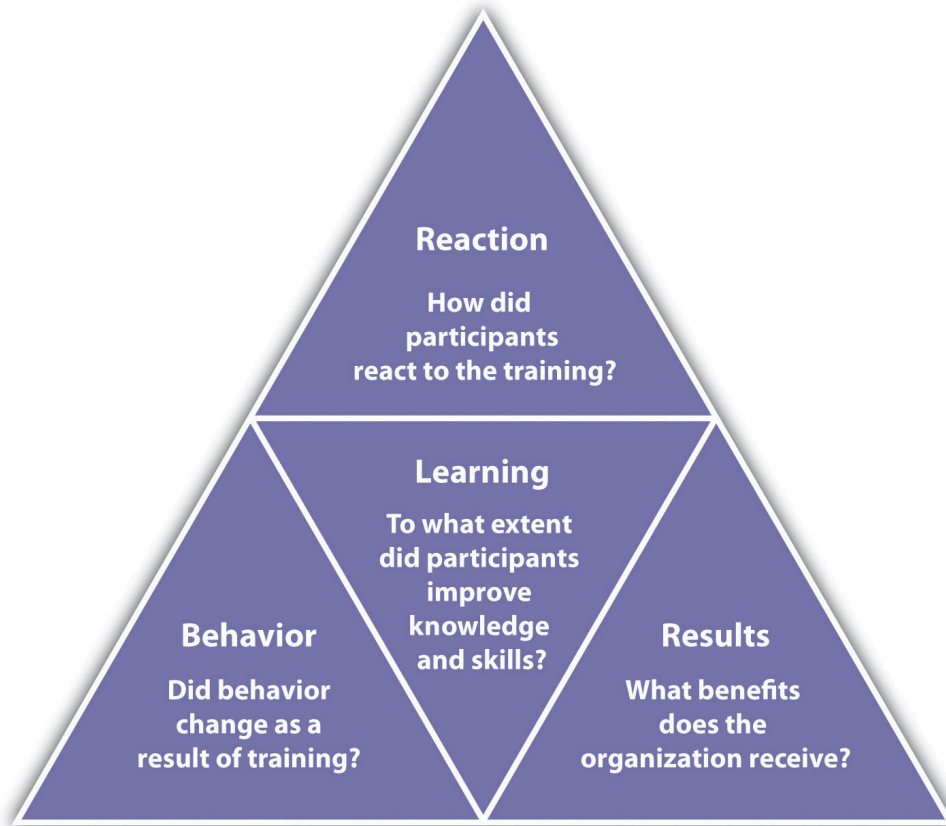 Reaction
How did
participants
react to the training?
Learning
To what extent
did participants
improve
knowledge
and skills?
Behavior
Did behavior
change as a
result of training?
Results
What benefits
does the
organization receive?